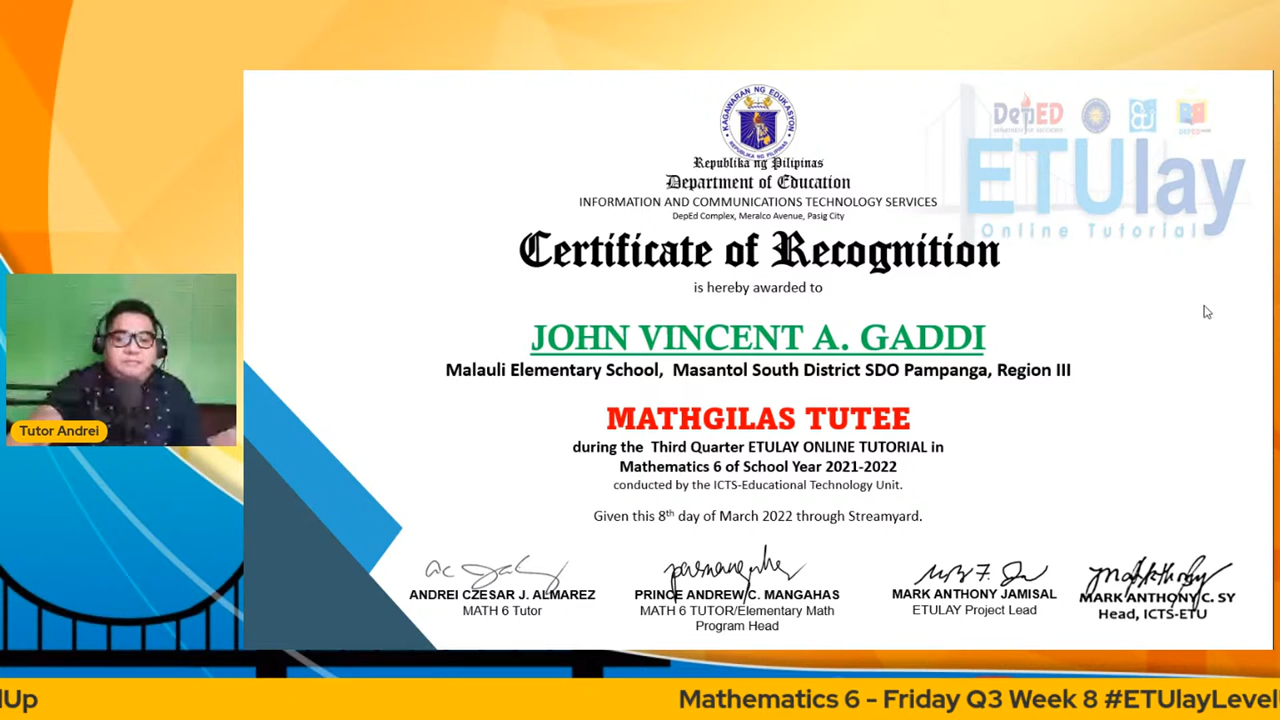 KAGAWARAN NG EDUKASYON
REPUBLIKA NG PILIPINAS
Republika ng Pilipinas
Department of Education
INFORMATION AND COMMUNICATIONS TECHNOLOGY SERVICES
DepEd Complex, Meralco Avenue, Pasig City
DepED
DEPARTMENT OF EDUCATION
ETUlay
Online Tutorial
Certificate of Recognition
is hereby awarded to
JOHN VINCENT A. GADDI
Malauli Elementary School, Masantol South District SDO Pampanga, Region III
MATHGILAS TUTEE
during the Third Quarter ETULAY ONLINE TUTORIAL in
Mathematics 6 of School Year 2021-2022
conducted by the ICTS-Educational Technology Unit.
Given this 8th day of March 2022 through Streamyard.
ANDREI CZESAR J. ALMAREZ
MATH 6 Tutor
PRINCE ANDREW C. MANGAHAS
MATH 6 TUTOR/Elementary Math
Program Head
MARK ANTHONY JAMISAL
ETULAY Project Lead
MARK ANTHONY C. SY
Head, ICTS-ETU
Tutor Andrei
lUp
Mathematics 6 - Friday Q3 Week 8 #ETUlayLevel